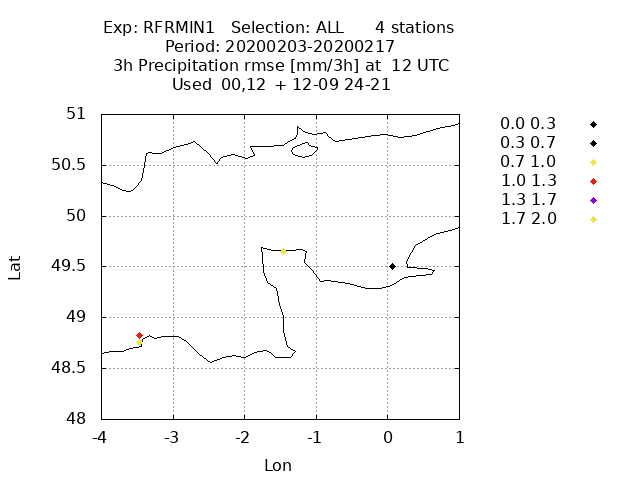 Exp: RFRMIN1   Selection: ALL      4 stations
Period: 20200203-20200217
3h Precipitation rmse [mm/3h] at  12 UTC
Used  00,12  + 12-09 24-21
51
50.5
50
49.5
49
48.5
48
-4 -3 -2 -1 0 1
Lat
Lon
0.0 0.3
0.3 0.7
0.7 1.0
1.0 1.3
1.3 1.7
1.7 2.0